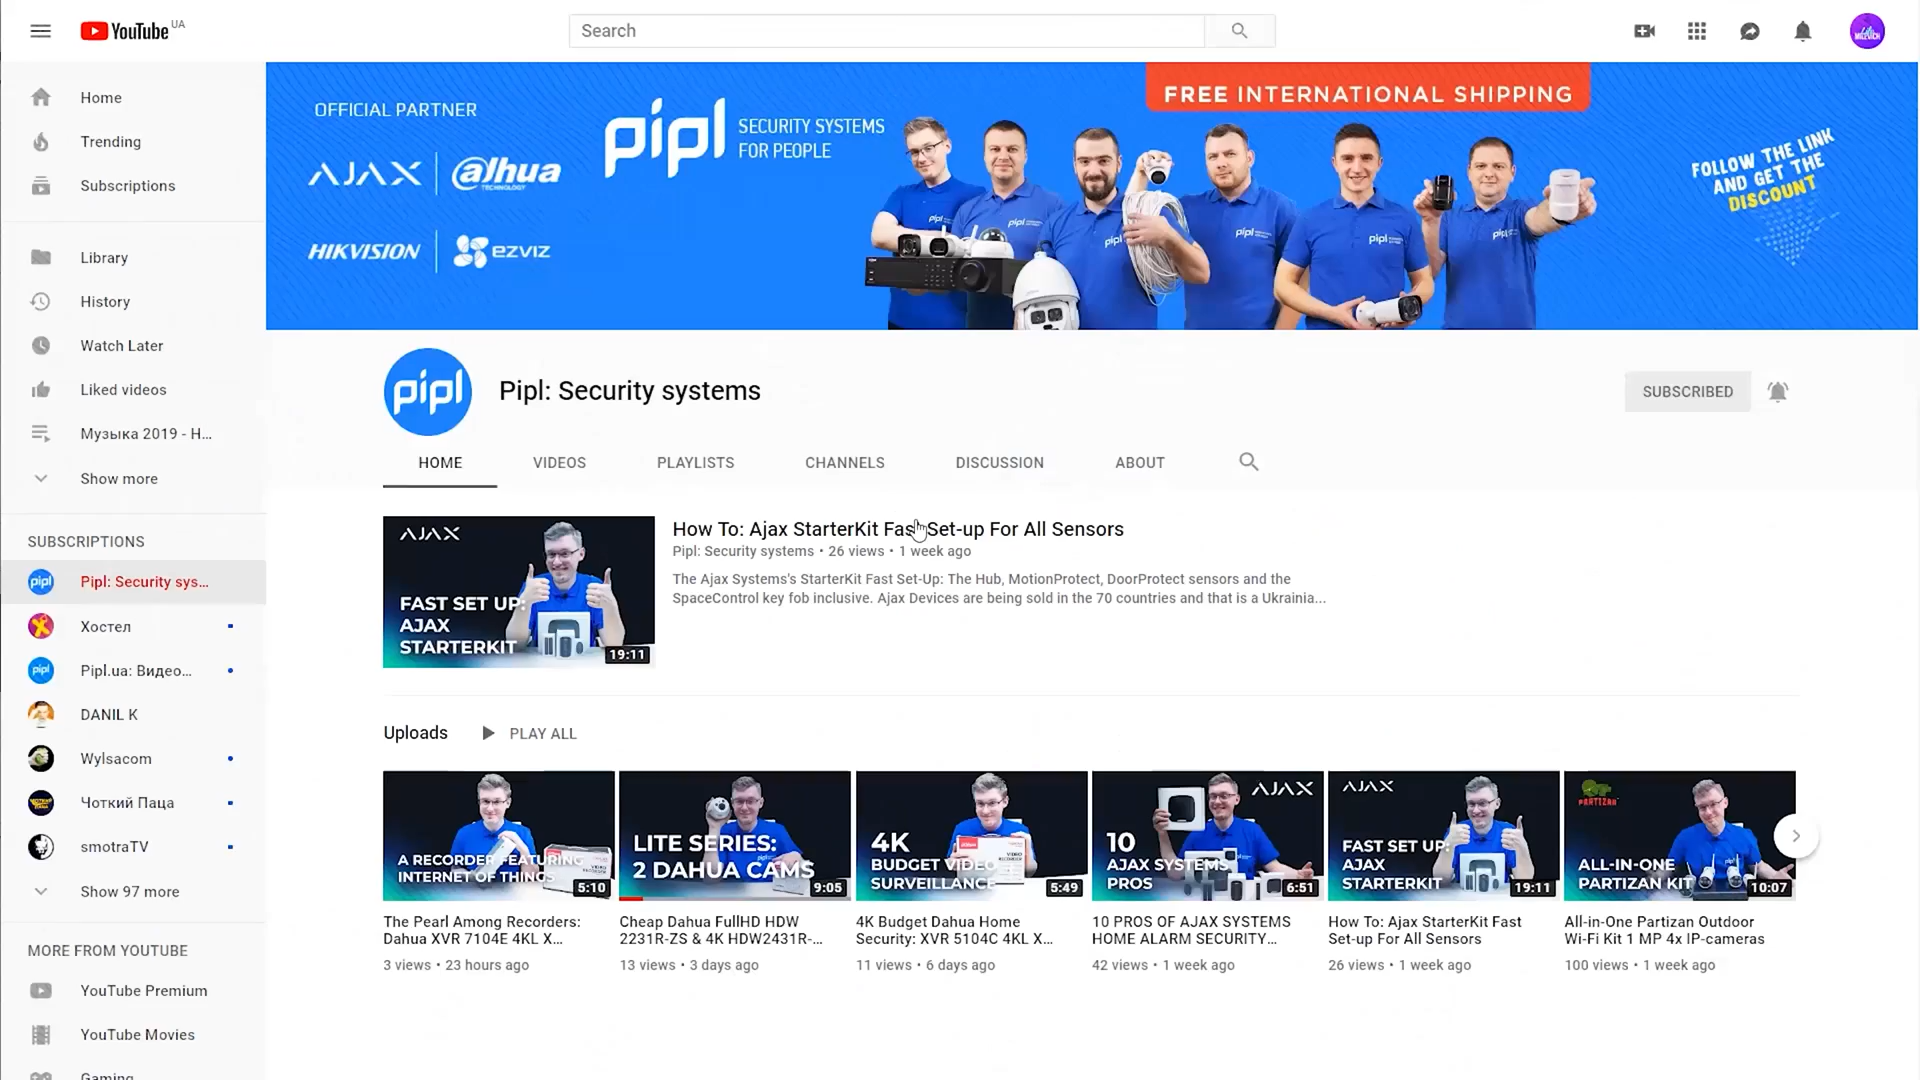 YouTube UA
Search
Home
Trending
Subscriptions
Library
History
Watch Later
Liked videos
Музыка 2019 - Н...
Show more
SUBSCRIPTIONS
Pipl: Security sys...
Хостел
Pipl.ua: Видео...
DANIL K
Wylsacom
Чоткий Паца
smotraTV
Show 97 more
MORE FROM YOUTUBE
YouTube Premium
YouTube Movies
Gaming
OFFICIAL PARTNER
AJAX
alhua
TECHNOLOGY
HIKVISION
ezviz
pipl
SECURITY SYSTEMS
FOR PEOPLE
FREE INTERNATIONAL SHIPPING
pipl
pipl
pipl
pipl
pipl
FOLLOW THE LINK
AND GET THE
DISCOUNT
pipl
Pipl: Security systems
SUBSCRIBED
HOME
VIDEOS
PLAYLISTS
CHANNELS
DISCUSSION
ABOUT
AJAX
FAST SET UP:
AJAX
STARTERKIT
19:11
How To: Ajax StarterKit Fast Set-up For All Sensors
Pipl: Security systems • 26 views • 1 week ago
The Ajax Systems's StarterKit Fast Set-Up: The Hub, MotionProtect, DoorProtect sensors and the
SpaceControl key fob inclusive. Ajax Devices are being sold in the 70 countries and that is a Ukrainia...
Uploads
PLAY ALL
A RECORDER FEATURING
INTERNET OF THINGS
5:10
The Pearl Among Recorders:
Dahua XVR 7104E 4KL X...
3 views • 23 hours ago
LITE SERIES:
2 DAHUA CAMS
9:05
Cheap Dahua FullHD HDW
2231R-ZS & 4K HDW2431R-...
13 views • 3 days ago
4K
BUDGET VIDEO
SURVEILLANCE
5:49
4K Budget Dahua Home
Security: XVR 5104C 4KL X...
11 views • 6 days ago
AJAX
10
AJAX SYSTEMS
PROS
6:51
10 PROS OF AJAX SYSTEMS
HOME ALARM SECURITY...
42 views • 1 week ago
AJAX
FAST SET UP:
AJAX
STARTERKIT
19:11
How To: Ajax StarterKit Fast
Set-up For All Sensors
26 views • 1 week ago
PARTIZAN
ALL-IN-ONE
PARTIZAN KIT
10:07
All-in-One Partizan Outdoor
Wi-Fi Kit 1 MP 4x IP-cameras
100 views • 1 week ago